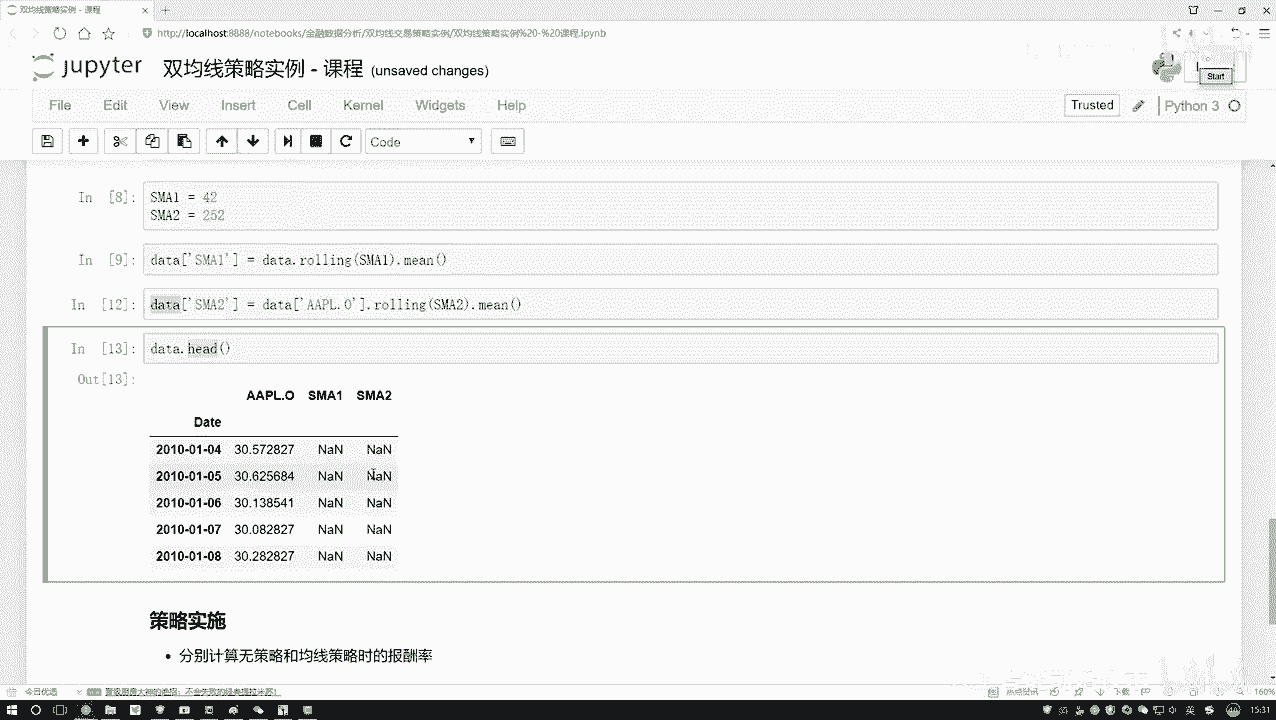 双均线策略实例 - 课程
http://localhost:8888/notebooks/金融数据分析/双均线交易策略实例/双均线策略实例%20-%20课程.ipynb
jupyter 双均线策略实例 - 课程 (unsaved changes)
Start
File Edit View Insert Cell Kernel Widgets Help
Trusted
Python 3
Code
In [8]:
SMA1 = 42
SMA2 = 252
In [9]: data['SMA1'] = data.rolling(SMA1).mean()
In [12]: data['SMA2'] = data['AAPL.O'].rolling(SMA2).mean()
In [13]: data.head()
Out[13]:
AAPL.O SMA1 SMA2
Date
2010-01-04 30.572827 NaN NaN
2010-01-05 30.625684 NaN NaN
2010-01-06 30.138541 NaN NaN
2010-01-07 30.082827 NaN NaN
2010-01-08 30.282827 NaN NaN
策略实施
• 分别计算无策略和均线策略时的报酬率
今日优选
下载
160%
15:31